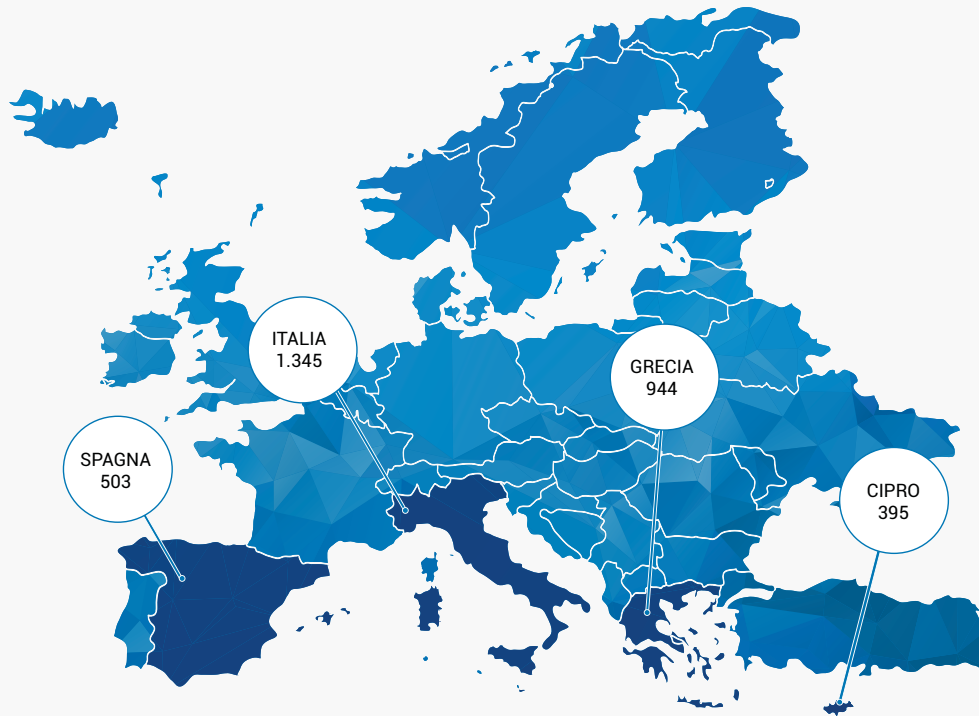 ITALIA
1.345
GRECIA
944
SPAGNA
503
CIPRO
395